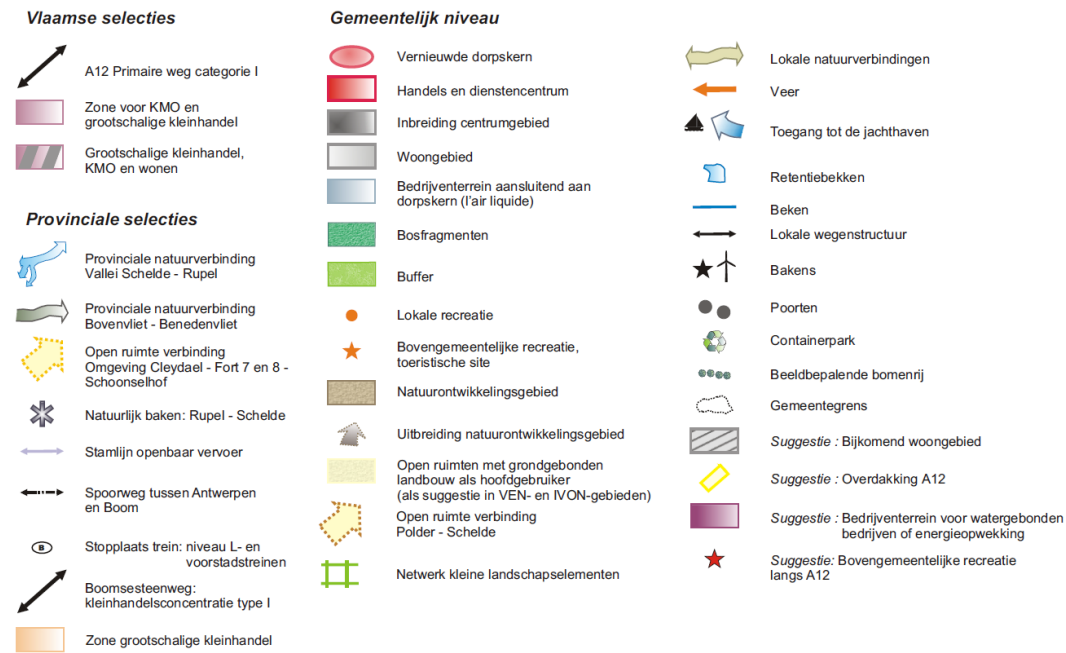 Vlaamse selecties
A12 Primaire weg categorie I
Zone voor KMO en
grootschalige kleinhandel
Grootschalige kleinhandel,
KMO en wonen
Provinciale selecties
Provinciale natuurverbinding
Vallei Schelde - Rupel
Provinciale natuurverbinding
Bovenvliet - Benedenvliet
Open ruimte verbinding
Omgeving Cleydael - Fort 7 en 8 -
Schoonselhof
Natuurlijk baken: Rupel - Schelde
Stamlijn openbaar vervoer
Spoorweg tussen Antwerpen
en Boom
B
Stopplaats trein: niveau L- en
voorstadstreinen
Boomsesteenweg:
kleinhandelsconcentratie type I
Zone grootschalige kleinhandel
Gemeentelijk niveau
Vernieuwde dorpskern
Handels en dienstencentrum
Inbreiding centrumgebied
Woongebied
Bedrijventerrein aansluitend aan
dorpskern (l'air liquide)
Bosfragmenten
Buffer
Lokale recreatie
Bovengemeentelijke recreatie,
toeristische site
Natuurontwikkelingsgebied
Uitbreiding natuurontwikkelingsgebied
Open ruimten met grondgebonden
landbouw als hoofdgebruiker
(als suggestie in VEN- en IVON-gebieden)
Open ruimte verbinding
Polder - Schelde
Netwerk kleine landschapselementen
Lokale natuurverbindingen
Veer
Toegang tot de jachthaven
Retentiebekken
Beken
Lokale wegenstructuur
Bakens
Poorten
Containerpark
Beeldbepalende bomenrij
Gemeentegrens
Suggestie : Bijkomend woongebied
Suggestie : Overdakking A12
Suggestie : Bedrijventerrein voor watergebonden
bedrijven of energieopwekking
Suggestie: Bovengemeentelijke recreatie
langs A12